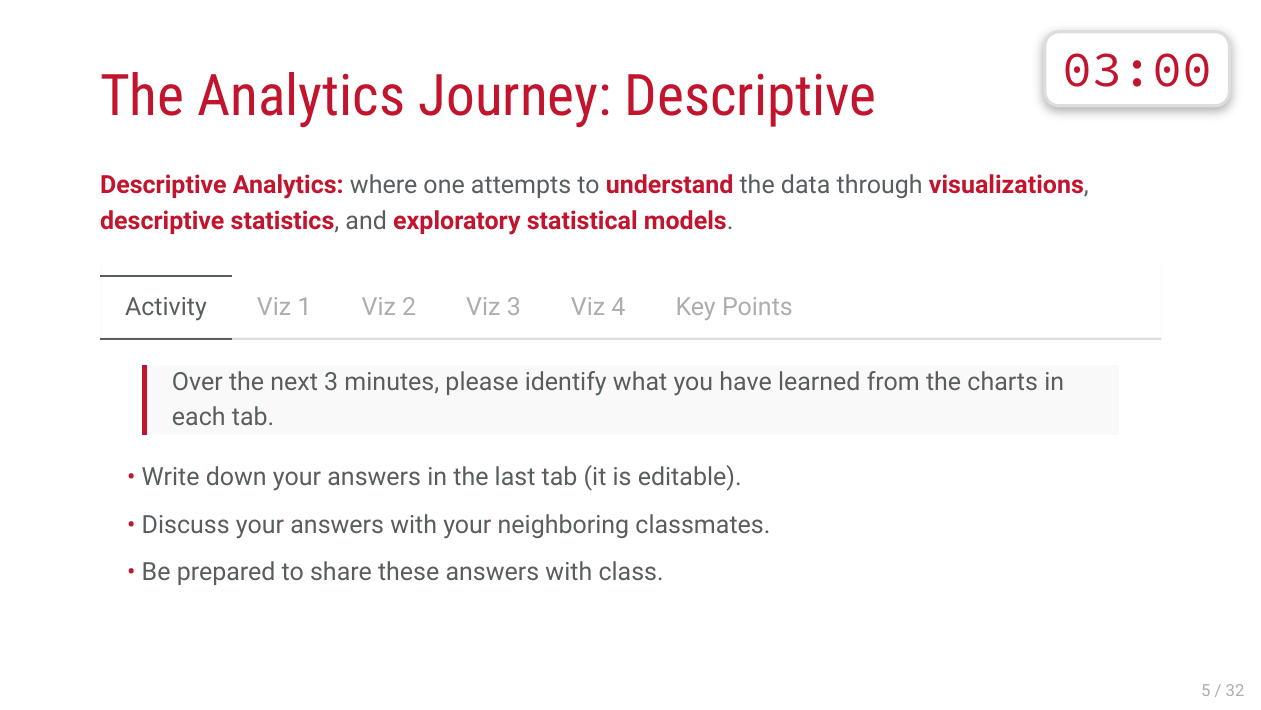 The Analytics Journey: Descriptive
03:00
Descriptive Analytics: where one attempts to understand the data through visualizations,
descriptive statistics, and exploratory statistical models.
Activity Viz 1 Viz 2 Viz 3 Viz 4 Key Points
Over the next 3 minutes, please identify what you have learned from the charts in
each tab.
• Write down your answers in the last tab (it is editable).
• Discuss your answers with your neighboring classmates.
• Be prepared to share these answers with class.
5 / 32